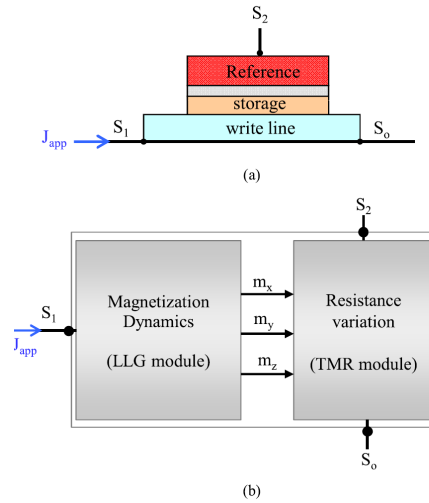 S2
Reference
storage
S1
So
write line
Japp
(a)
S2
mx
S1
Magnetization
Dynamics
my
Resistance
variation
(LLG module)
mz
(TMR module)
Japp
So
(b)